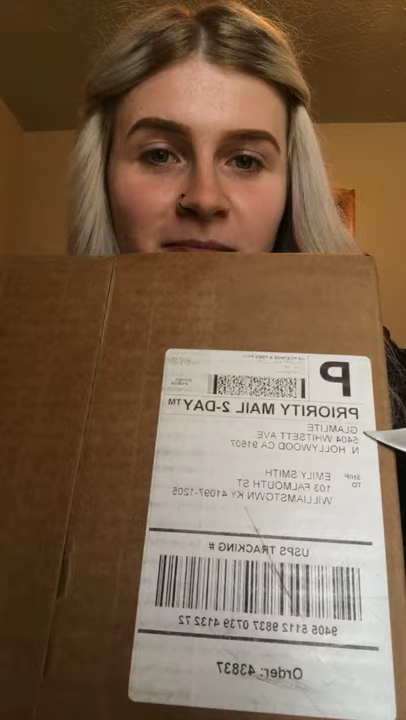 P
PRIORITY MAIL 2-DAY™
GLAMLITE
5404 WHITSETT AVE
N HOLLYWOOD CA 91607
SHIP TO
EMILY SMITH
103 FALMOUTH ST
WILLIAMSTOWN KY 41097-1205
USPS TRACKING #
9405 5112 9837 0739 4132 72
Order: 43837